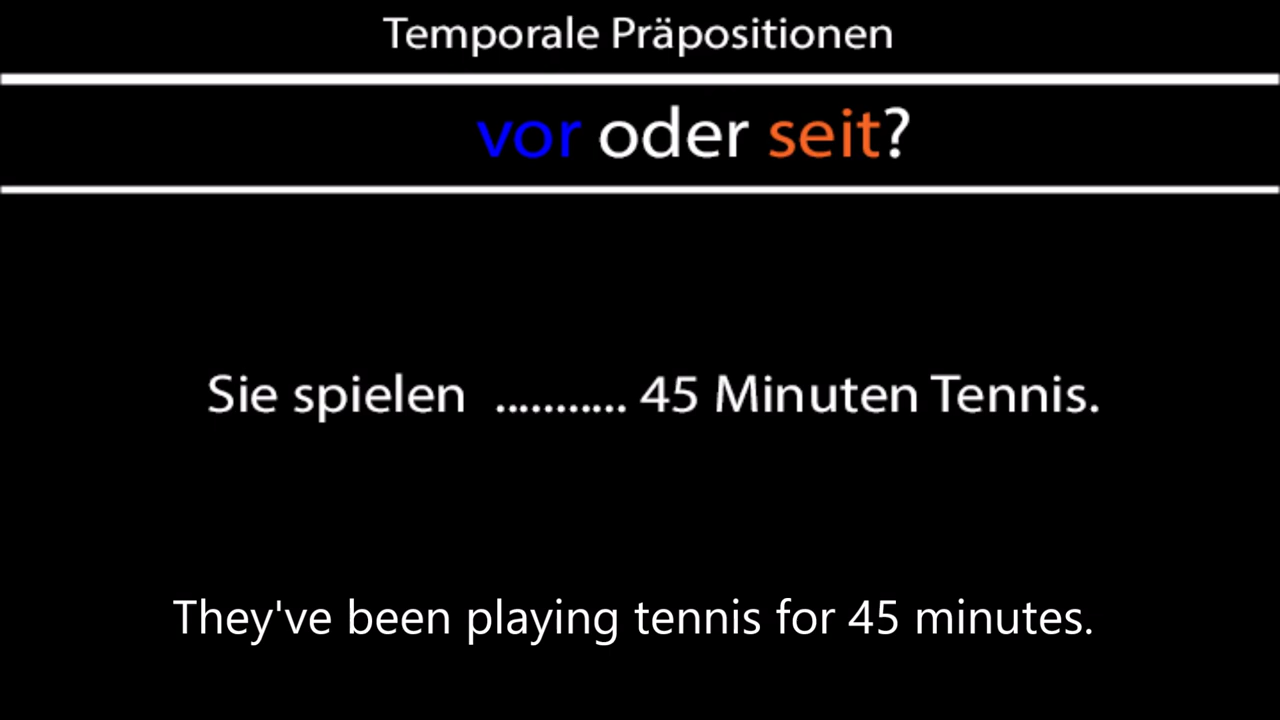 Temporale Präpositionen
vor oder seit?
Sie spielen ........... 45 Minuten Tennis.
They've been playing tennis for 45 minutes.